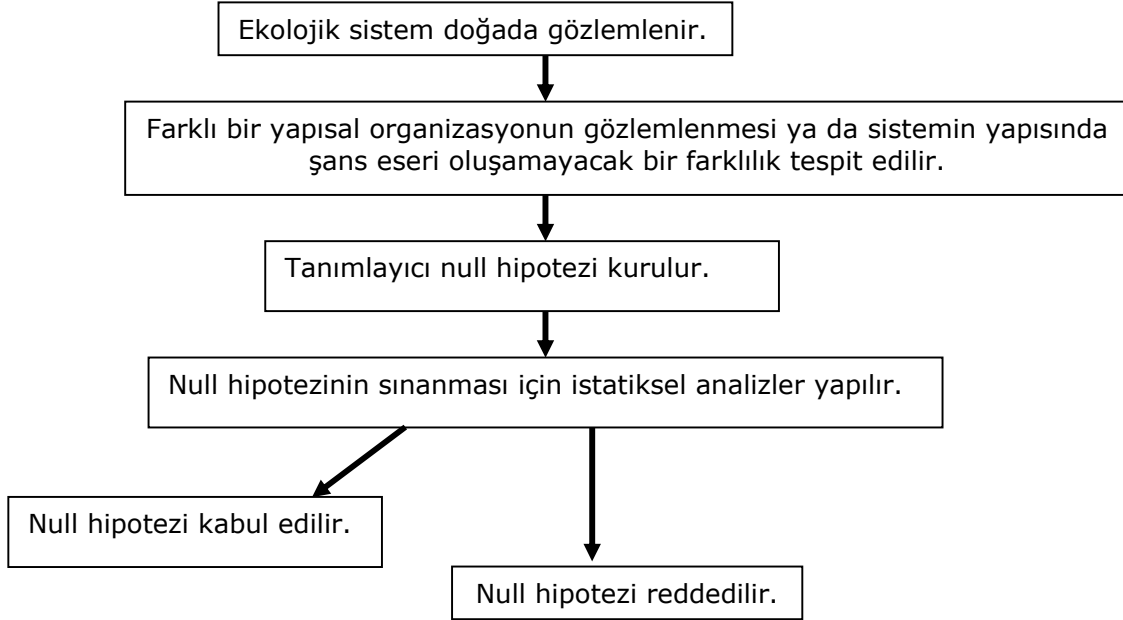 Ekolojik sistem doğada gözlemlenir.
Farklı bir yapısal organizasyonun gözlemlenmesi ya da sistemin yapısında
şans eseri oluşamayacak bir farklılık tespit edilir.
Tanımlayıcı null hipotezi kurulur.
Null hipotezinin sınanması için istatiksel analizler yapılır.
Null hipotezi kabul edilir.
Null hipotezi reddedilir.